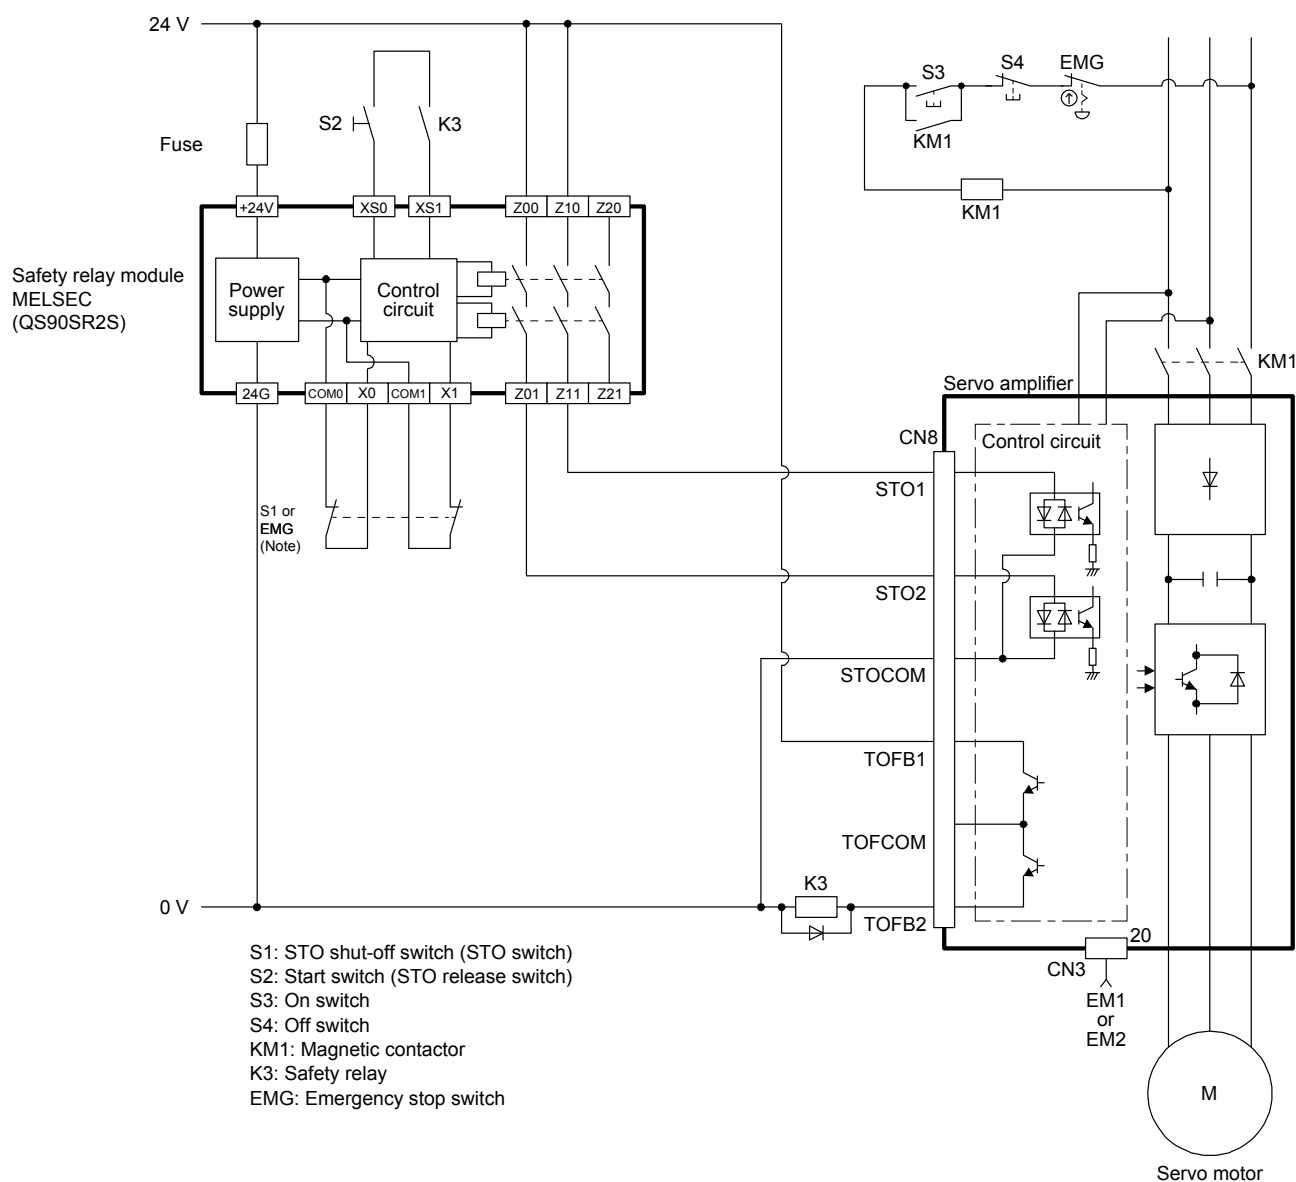 24 V
S3
S4
EMG
S2
K3
Fuse
KM1
KM1
+24V
XS0
XS1
Z00
Z10
Z20
Safety relay module
MELSEC
(QS90SR2S)
Power
supply
Control
circuit
KM1
24G
COM0
X0
COM1
X1
Z01
Z11
Z21
Servo amplifier
CN8
Control circuit
STO1
S1 or
EMG
(Note)
STO2
STOCOM
TOFB1
TOFCOM
K3
0 V
TOFB2
20
CN3
EM1
or
EM2
S1: STO shut-off switch (STO switch)
S2: Start switch (STO release switch)
S3: On switch
S4: Off switch
KM1: Magnetic contactor
K3: Safety relay
EMG: Emergency stop switch
M
Servo motor